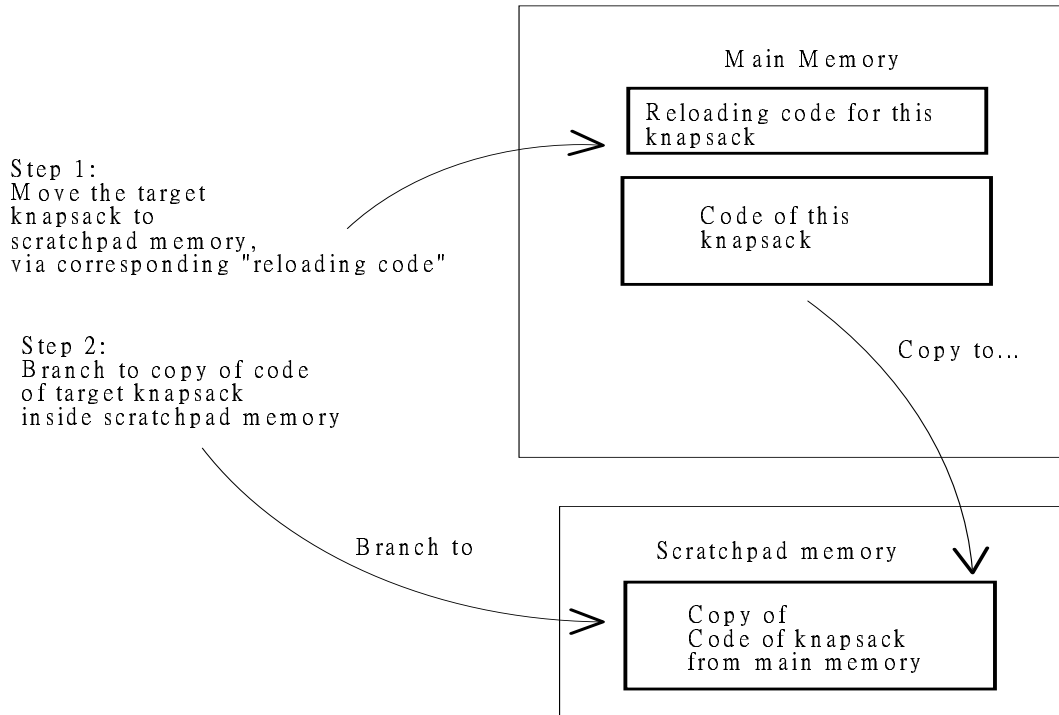 Main Memory
Reloading code for this
knapsack
Step 1:
Move the target
knapsack to
scratchpad memory,
via corresponding "reloading code"
Code of this
knapsack
Step 2:
Branch to copy of code
of target knapsack
inside scratchpad memory
Copy to...
Branch to
Scratchpad memory
Copy of
Code of knapsack
from main memory